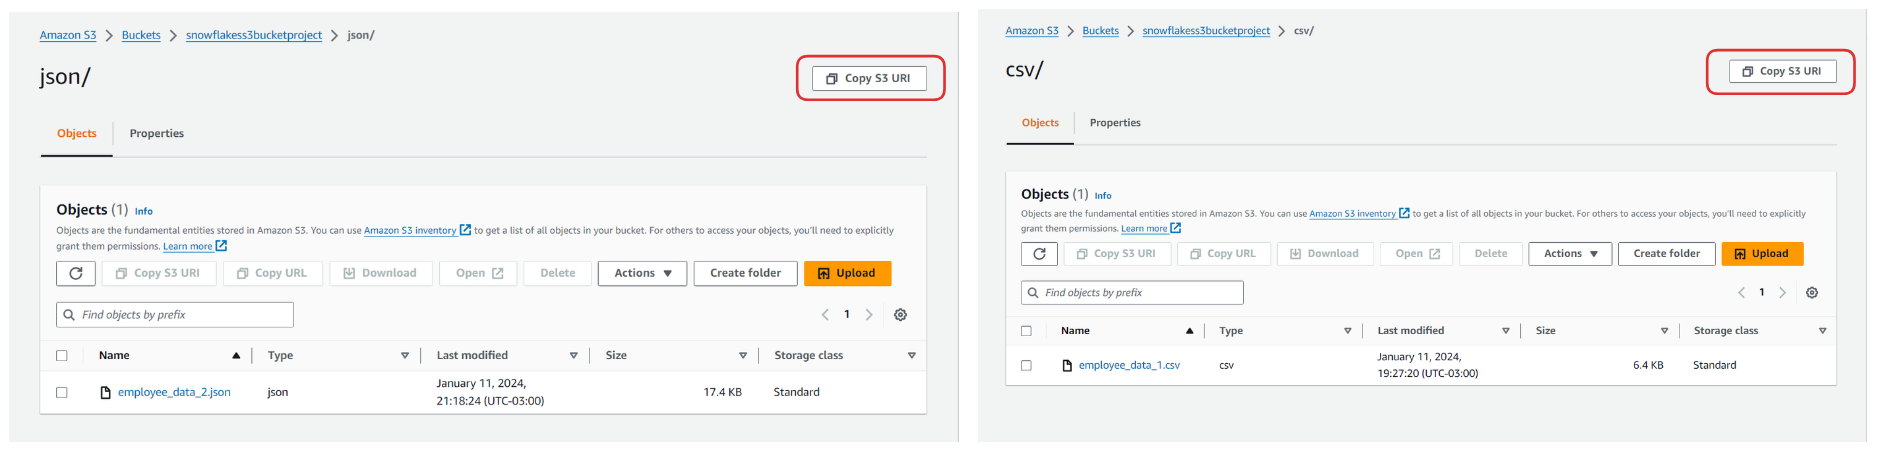 Amazon S3 > Buckets > snowflakess3bucketproject > json/
json/
Copy S3 URI
Objects Properties
Objects (1) Info
Objects are the fundamental entities stored in Amazon S3. You can use Amazon S3 inventory to get a list of all objects in your bucket. For others to access your objects, you'll need to explicitly
grant them permissions. Learn more
Copy S3 URI Copy URL Download Open Delete Actions Create folder Upload
Find objects by prefix
1
Name Type Last modified Size Storage class
employee_data_2.json json January 11, 2024, 17.4 KB Standard
21:18:24 (UTC-03:00)
Amazon S3 > Buckets > snowflakess3bucketproject > csv/
csv/
Copy S3 URI
Objects Properties
Objects (1) Info
Objects are the fundamental entities stored in Amazon S3. You can use Amazon S3 inventory to get a list of all objects in your bucket. For others to access your objects, you'll need to explicitly
grant them permissions. Learn more
Copy S3 URI Copy URL Download Open Delete Actions Create folder Upload
Find objects by prefix
1
Name Type Last modified Size Storage class
employee_data_1.csv csv January 11, 2024, 6.4 KB Standard
19:27:20 (UTC-03:00)